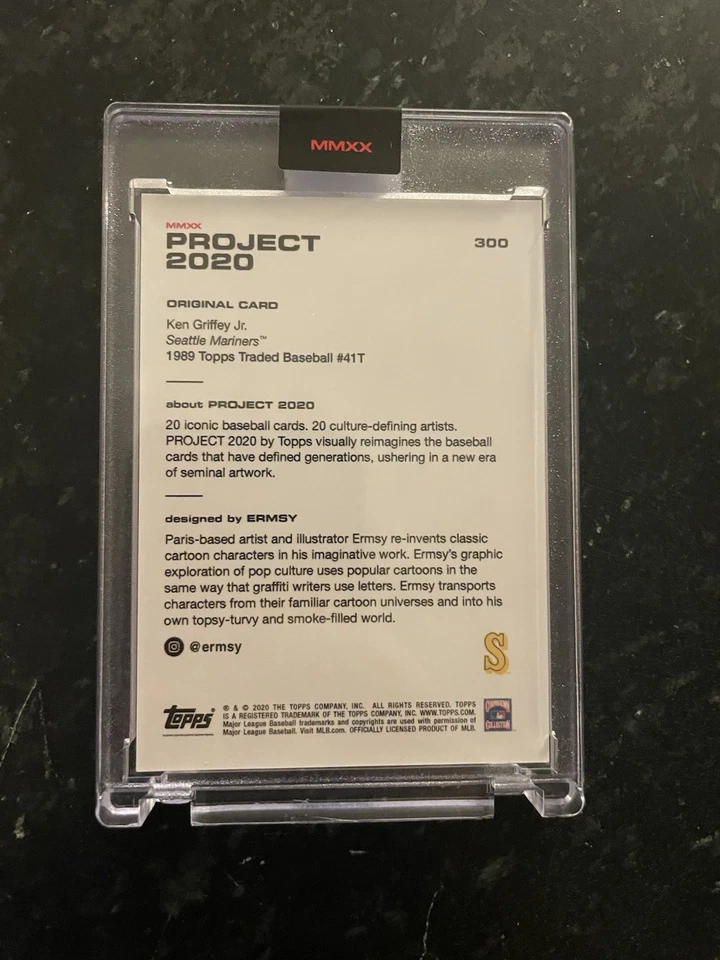 MMXX
MMXX
PROJECT
2020
300
ORIGINAL CARD
Ken Griffey Jr.
Seattle Mariners™
1989 Topps Traded Baseball #41T
about PROJECT 2020
20 iconic baseball cards. 20 culture-defining artists.
PROJECT 2020 by Topps visually reimagines the baseball
cards that have defined generations, ushering in a new era
of seminal artwork.
designed by ERMSY
Paris-based artist and illustrator Ermsy re-invents classic
cartoon characters in his imaginative work. Ermsy's graphic
exploration of pop culture uses popular cartoons in the
same way that graffiti writers use letters. Ermsy transports
characters from their familiar cartoon universes and into his
own topsy-turvy and smoke-filled world.
@ermsy
S
topps
® & © 2020 THE TOPPS COMPANY, INC. ALL RIGHTS RESERVED. TOPPS
IS A REGISTERED TRADEMARK OF THE TOPPS COMPANY, INC. WWW.TOPPS.COM.
Major League Baseball trademarks and copyrights are used with permission of
Major League Baseball. Visit MLB.com. OFFICIALLY LICENSED PRODUCT OF MLB.
COLLECTION